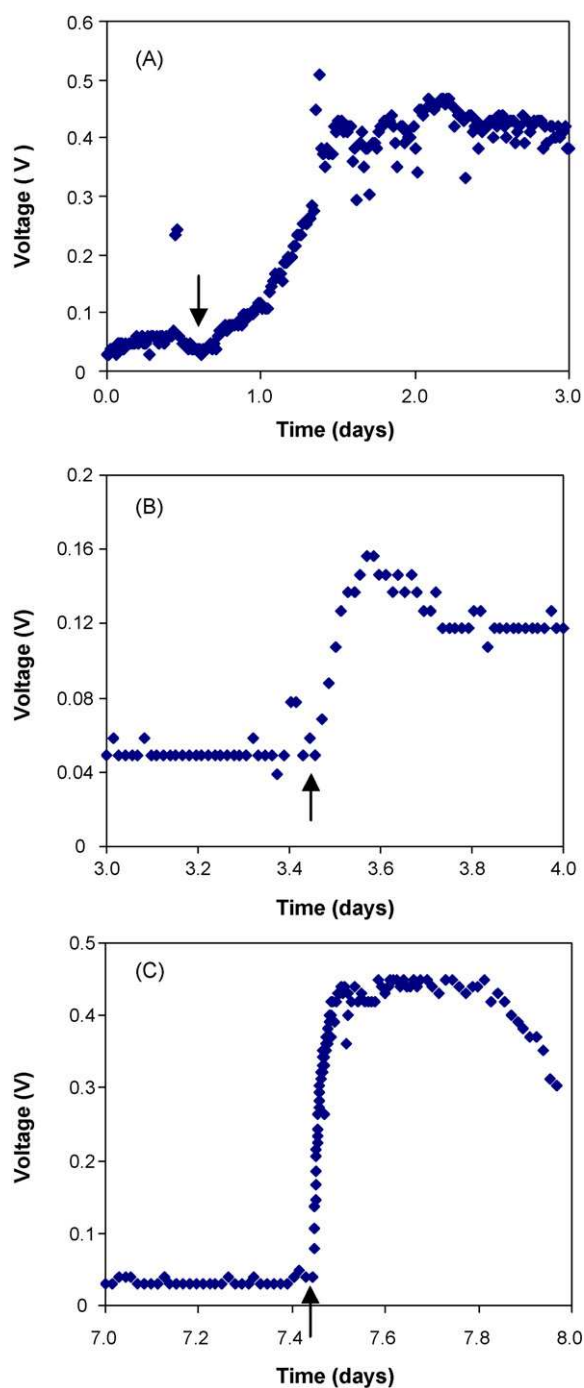 (A)
0.6
0.5
0.4
0.3
0.2
0.1
0
Voltage ( V )
0.0 1.0 2.0 3.0
Time (days)
(B)
0.2
0.16
0.12
0.08
0.04
0
Voltage (V)
3.0 3.2 3.4 3.6 3.8 4.0
Time (days)
(C)
0.5
0.4
0.3
0.2
0.1
0
Voltage (V)
7.0 7.2 7.4 7.6 7.8 8.0
Time (days)